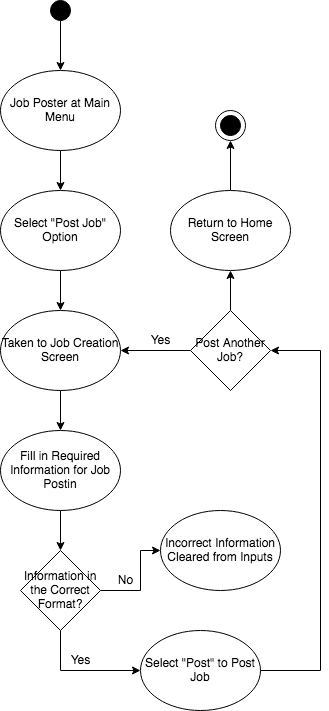 Job Poster at Main
Menu
Select "Post Job"
Option
Return to Home
Screen
Taken to Job Creation
Screen
Yes
Post Another
Job?
Fill in Required
Information for Job
Postin
Information in
the Correct
Format?
No
Incorrect Information
Cleared from Inputs
Yes
Select "Post" to Post
Job